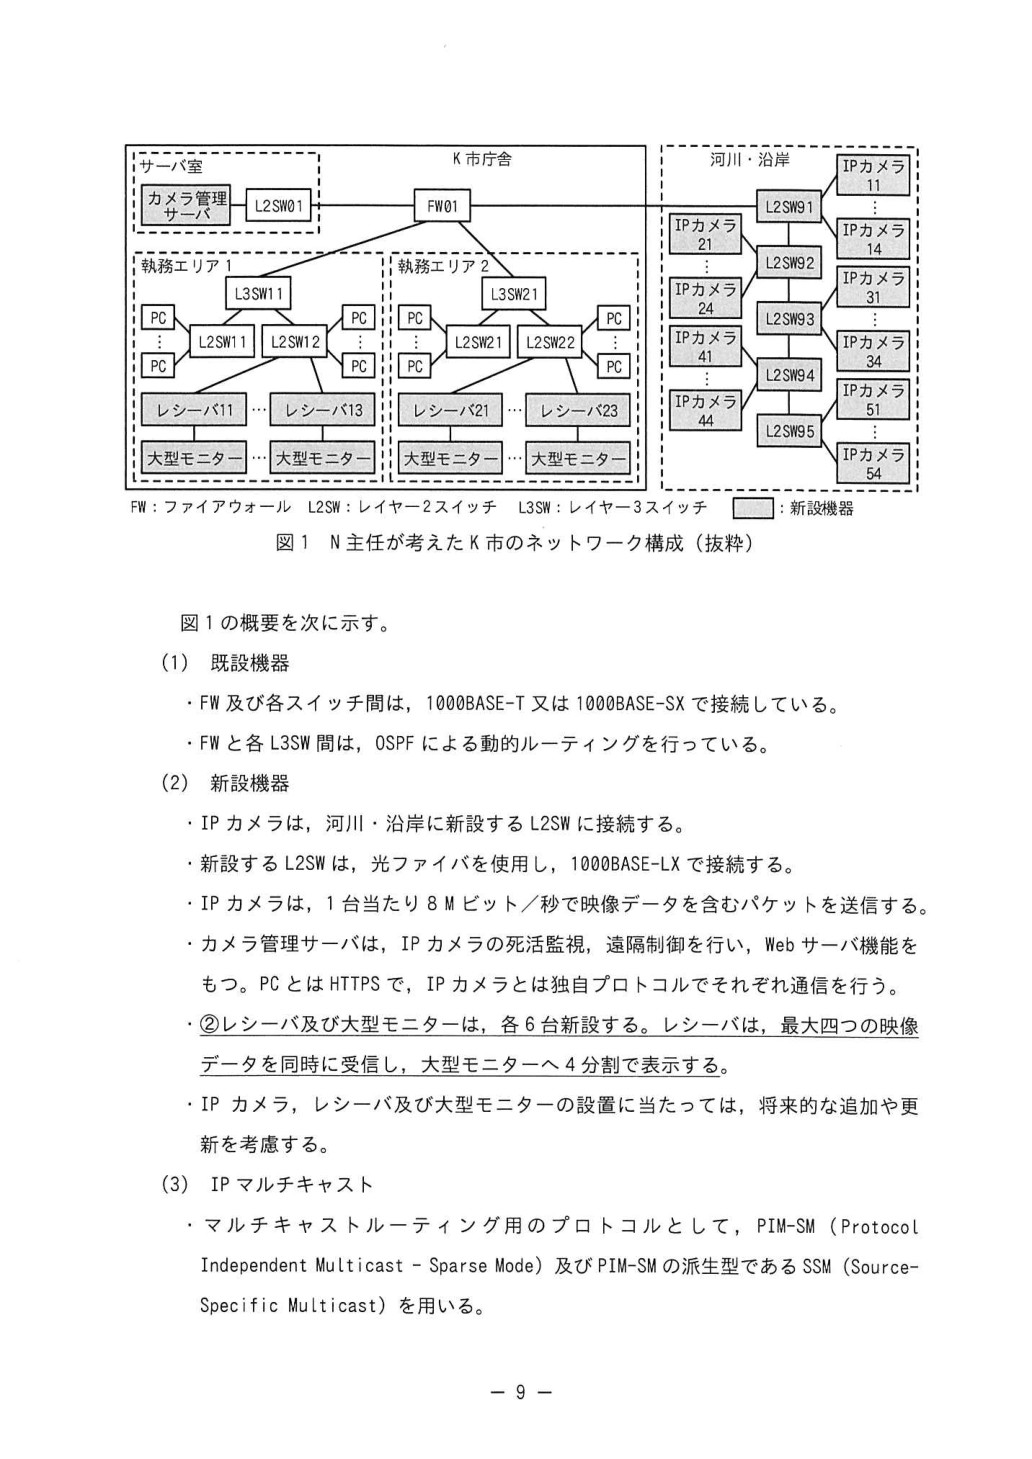 サーバ室
K市庁舎
河川・沿岸
カメラ管理
サーバ
L2SW01
FW01
L2SW91
IPカメラ
11
⋮
IPカメラ
14
IPカメラ
21
⋮
IPカメラ
24
L2SW92
執務エリア1
執務エリア2
L3SW11
L3SW21
IPカメラ
31
⋮
IPカメラ
34
L2SW93
PC
⋮
PC
L2SW11
L2SW12
PC
⋮
PC
PC
⋮
PC
L2SW21
L2SW22
PC
⋮
PC
IPカメラ
41
⋮
IPカメラ
44
L2SW94
IPカメラ
51
⋮
IPカメラ
54
L2SW95
レシーバ11 … レシーバ13
レシーバ21 … レシーバ23
大型モニター … 大型モニター
大型モニター … 大型モニター
FW:ファイアウォール L2SW:レイヤー2スイッチ L3SW:レイヤー3スイッチ :新設機器
図1 N主任が考えたK市のネットワーク構成(抜粋)
図1の概要を次に示す。
(1) 既設機器
・FW及び各スイッチ間は,1000BASE-T又は1000BASE-SXで接続している。
・FWと各L3SW間は,OSPFによる動的ルーティングを行っている。
(2) 新設機器
・IPカメラは,河川・沿岸に新設するL2SWに接続する。
・新設するL2SWは,光ファイバを使用し,1000BASE-LXで接続する。
・IPカメラは,1台当たり8Mビット/秒で映像データを含むパケットを送信する。
・カメラ管理サーバは,IPカメラの死活監視,遠隔制御を行い,Webサーバ機能を
もつ。PCとはHTTPSで,IPカメラとは独自プロトコルでそれぞれ通信を行う。
・②レシーバ及び大型モニターは,各6台新設する。レシーバは,最大四つの映像
データを同時に受信し,大型モニターへ4分割で表示する。
・IPカメラ,レシーバ及び大型モニターの設置に当たっては,将来的な追加や更
新を考慮する。
(3) IPマルチキャスト
・マルチキャストルーティング用のプロトコルとして,PIM-SM(Protocol
Independent Multicast - Sparse Mode)及びPIM-SMの派生型であるSSM(Source-
Specific Multicast)を用いる。
― 9 ―